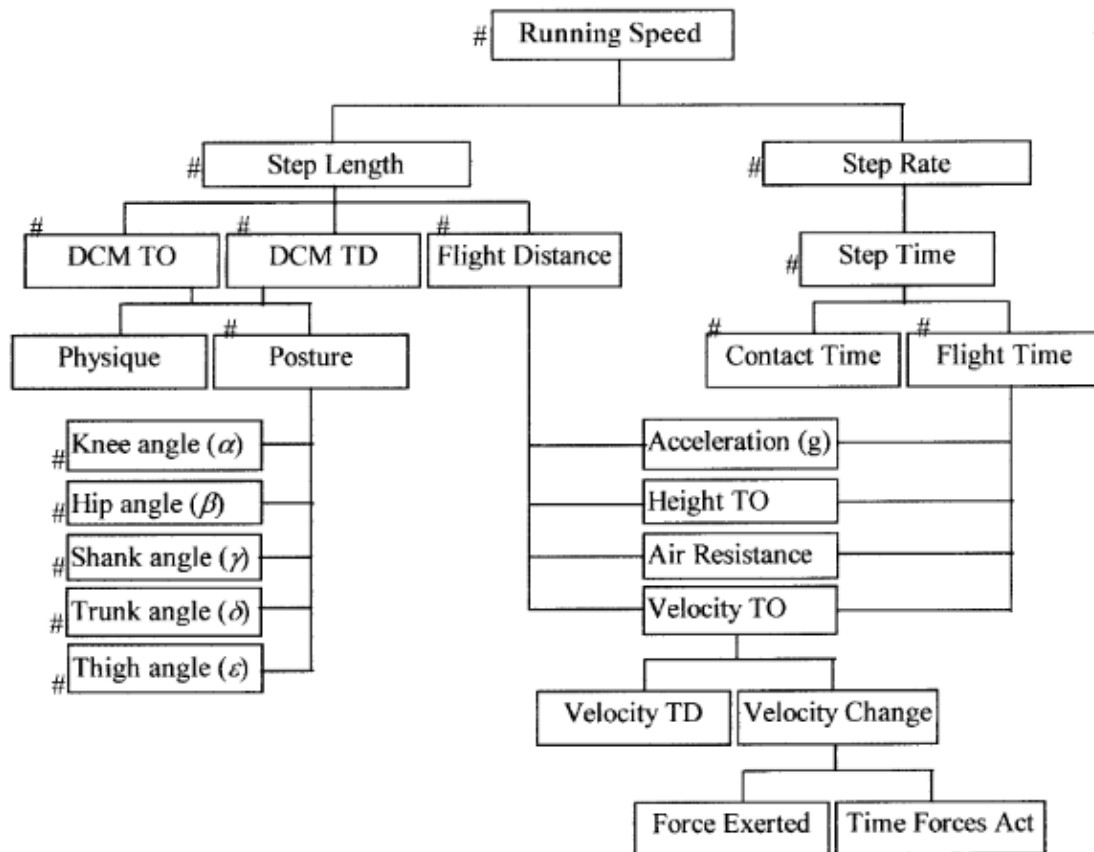 # Running Speed
# Step Length
# Step Rate
# DCM TO
# DCM TD
# Flight Distance
# Step Time
Physique
# Posture
# Contact Time
# Flight Time
# Knee angle (α)
# Hip angle (β)
# Shank angle (γ)
# Trunk angle (δ)
# Thigh angle (ε)
Acceleration (g)
Height TO
Air Resistance
Velocity TO
Velocity TD
Velocity Change
Force Exerted
Time Forces Act